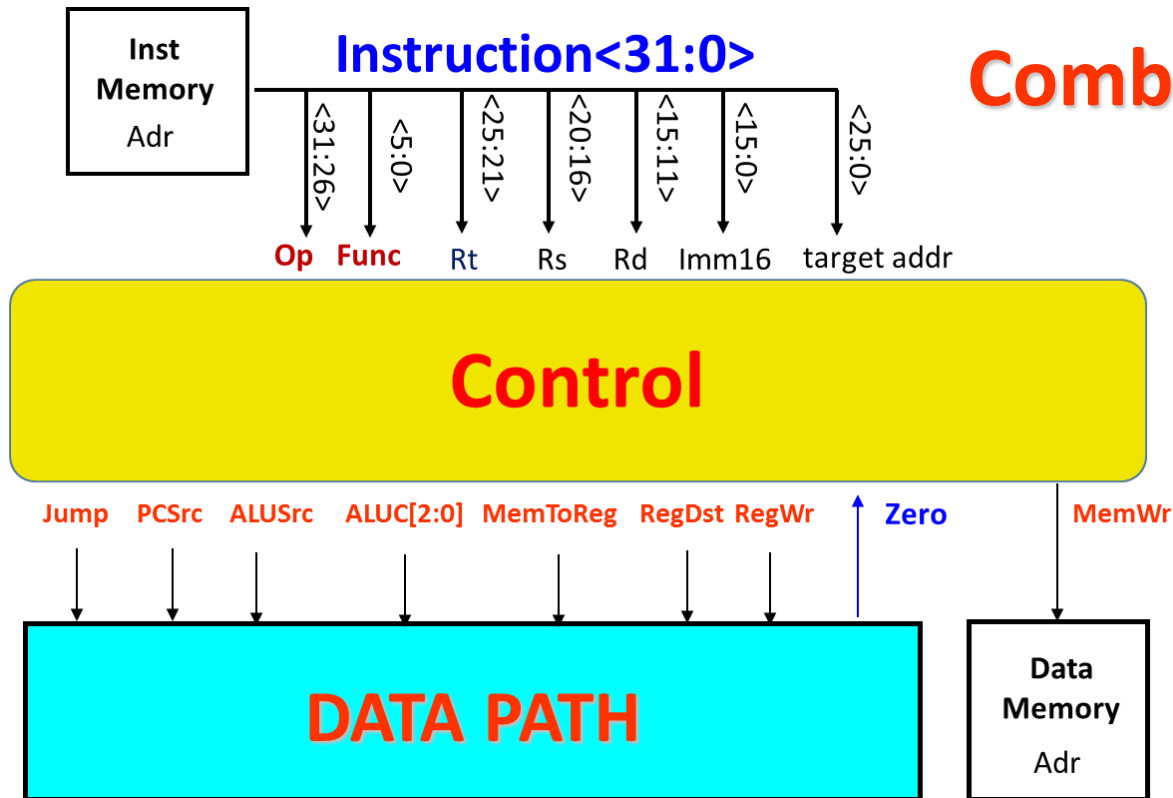 Inst
Memory
Adr
Instruction<31:0>
Comb
<31:26>
<5:0>
<25:21>
<20:16>
<15:11>
<15:0>
<25:0>
Op Func Rt Rs Rd Imm16 target addr
Control
Jump PCSrc ALUSrc ALUC[2:0] MemToReg RegDst RegWr Zero MemWr
DATA PATH
Data
Memory
Adr